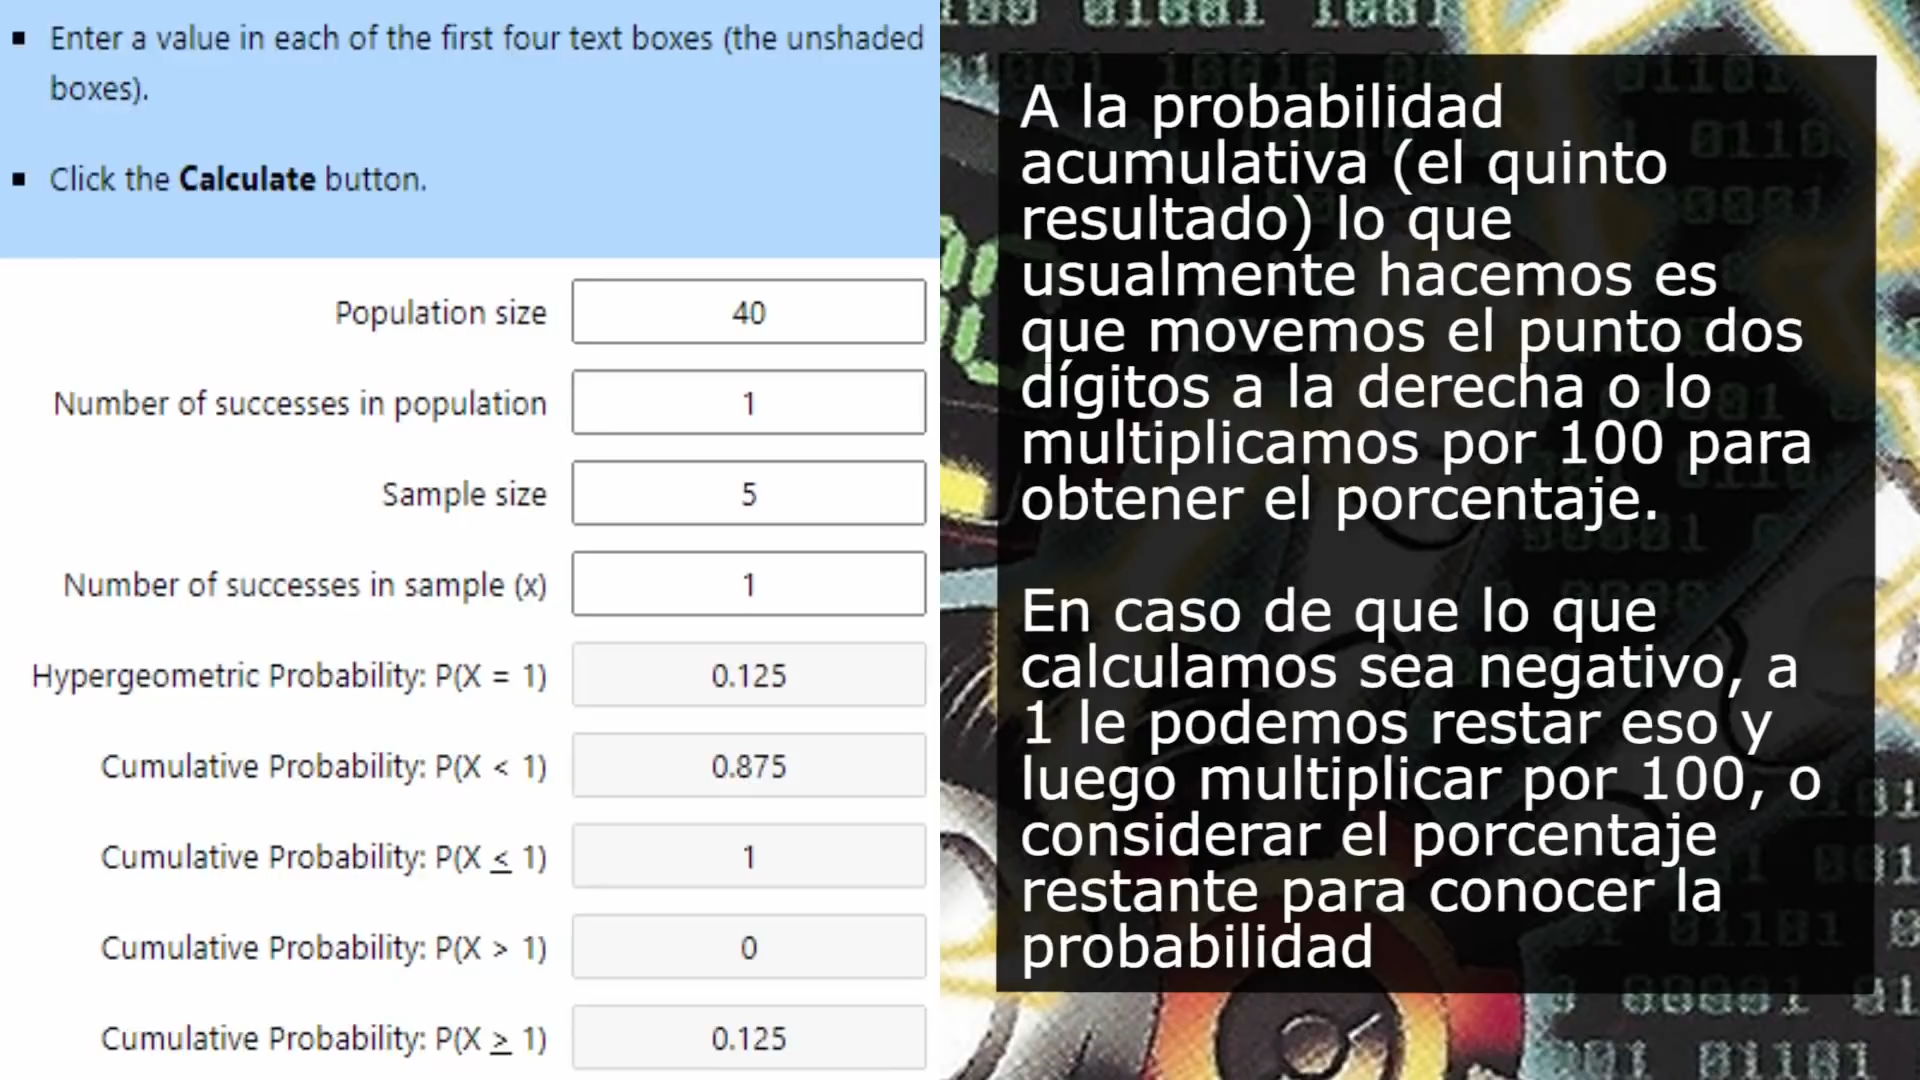 Enter a value in each of the first four text boxes (the unshaded
boxes).
Click the Calculate button.
Population size 40
Number of successes in population 1
Sample size 5
Number of successes in sample (x) 1
Hypergeometric Probability: P(X = 1) 0.125
Cumulative Probability: P(X < 1) 0.875
Cumulative Probability: P(X ≤ 1) 1
Cumulative Probability: P(X > 1) 0
Cumulative Probability: P(X ≥ 1) 0.125
A la probabilidad
acumulativa (el quinto
resultado) lo que
usualmente hacemos es
que movemos el punto dos
dígitos a la derecha o lo
multiplicamos por 100 para
obtener el porcentaje.
En caso de que lo que
calculamos sea negativo, a
1 le podemos restar eso y
luego multiplicar por 100, o
considerar el porcentaje
restante para conocer la
probabilidad